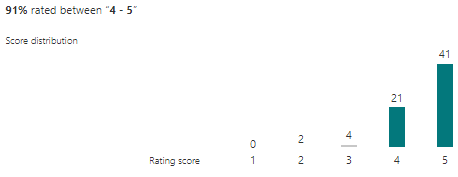 91% rated between "4 - 5"
Score distribution
41
21
4
2
0
Rating score 1 2 3 4 5